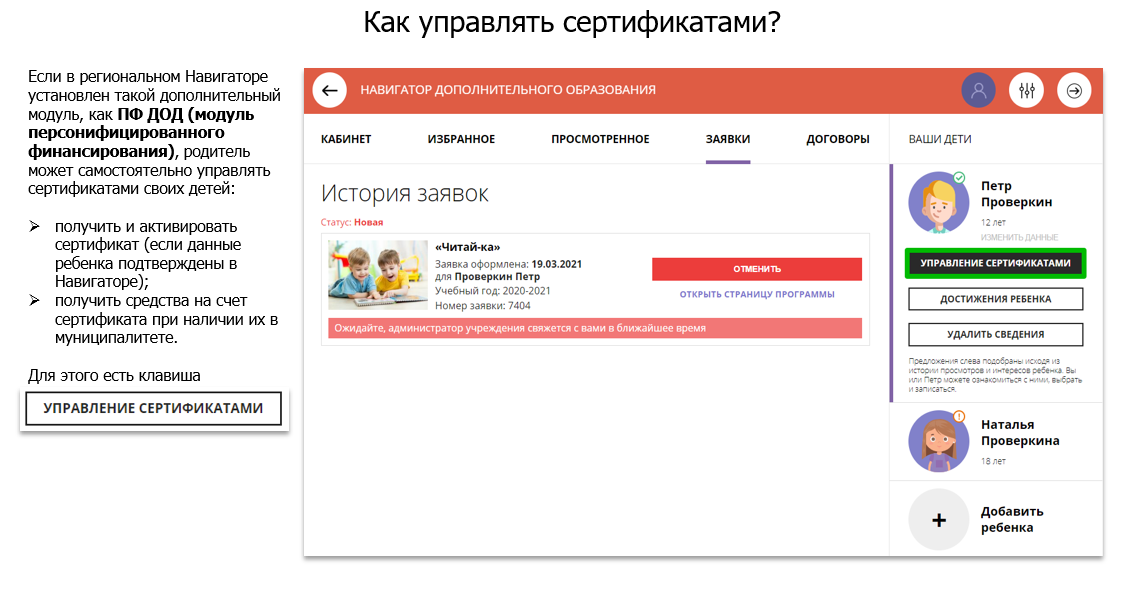 Как управлять сертификатами?
Если в региональном Навигаторе
установлен такой дополнительный
модуль, как ПФ ДОД (модуль
персонифицированного
финансирования), родитель
может самостоятельно управлять
сертификатами своих детей:
получить и активировать
сертификат (если данные
ребенка подтверждены в
Навигаторе);
получить средства на счет
сертификата при наличии их в
муниципалитете.
Для этого есть клавиша
УПРАВЛЕНИЕ СЕРТИФИКАТАМИ
НАВИГАТОР ДОПОЛНИТЕЛЬНОГО ОБРАЗОВАНИЯ
КАБИНЕТ ИЗБРАННОЕ ПРОСМОТРЕННОЕ ЗАЯВКИ ДОГОВОРЫ
История заявок
Статус: Новая
«Читай-ка»
Заявка оформлена: 19.03.2021
для Проверкин Петр
Учебный год: 2020-2021
Номер заявки: 7404
ОТМЕНИТЬ
ОТКРЫТЬ СТРАНИЦУ ПРОГРАММЫ
Ожидайте, администратор учреждения свяжется с вами в ближайшее время
ВАШИ ДЕТИ
Петр
Проверкин
12 лет
ИЗМЕНИТЬ ДАННЫЕ
УПРАВЛЕНИЕ СЕРТИФИКАТАМИ
ДОСТИЖЕНИЯ РЕБЕНКА
УДАЛИТЬ СВЕДЕНИЯ
Предложения слева подобраны исходя из
истории просмотров и интересов ребенка. Вы
или Петр можете ознакомиться с ними, выбрать
и записаться.
Наталья
Проверкина
18 лет
Добавить
ребенка